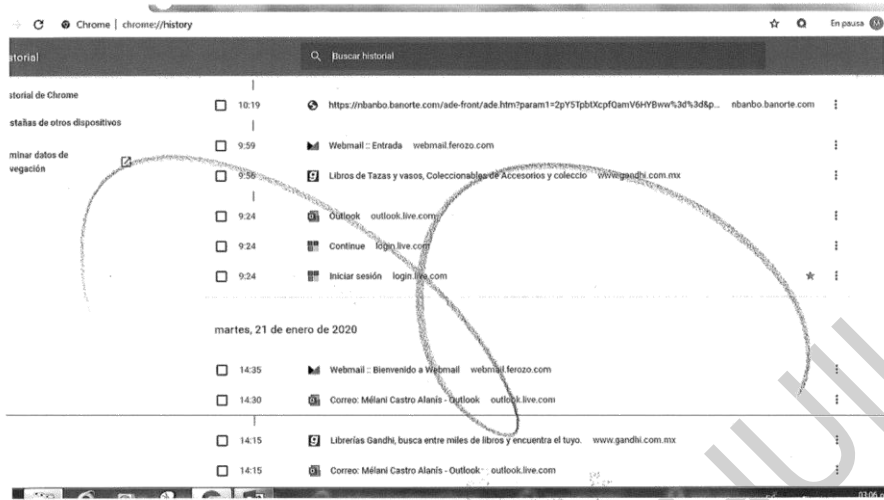 Chrome | chrome://history
En pausa
torial
Buscar historial
storial de Chrome
10:19 https://nbanbo.banorte.com/ade-front/ade.htm?param1=2pY5TpbtXcpfQamV6HYBww%3d%3d&p... nbanbo.banorte.com
stañas de otros dispositivos
9:59 Webmail :: Entrada webmail.ferozo.com
minar datos de
vegación
9:56 Libros de Tazas y vasos, Coleccionables de Accesorios y coleccio www.gandhi.com.mx
9:24 Outlook outlook.live.com
9:24 Continue login.live.com
9:24 Iniciar sesión login.live.com
martes, 21 de enero de 2020
14:35 Webmail :: Bienvenido a Webmail webmail.ferozo.com
14:30 Correo: Mélani Castro Alanis - Outlook outlook.live.com
14:15 Librerías Gandhi, busca entre miles de libros y encuentra el tuyo. www.gandhi.com.mx
14:15 Correo: Mélani Castro Alanis - Outlook outlook.live.com